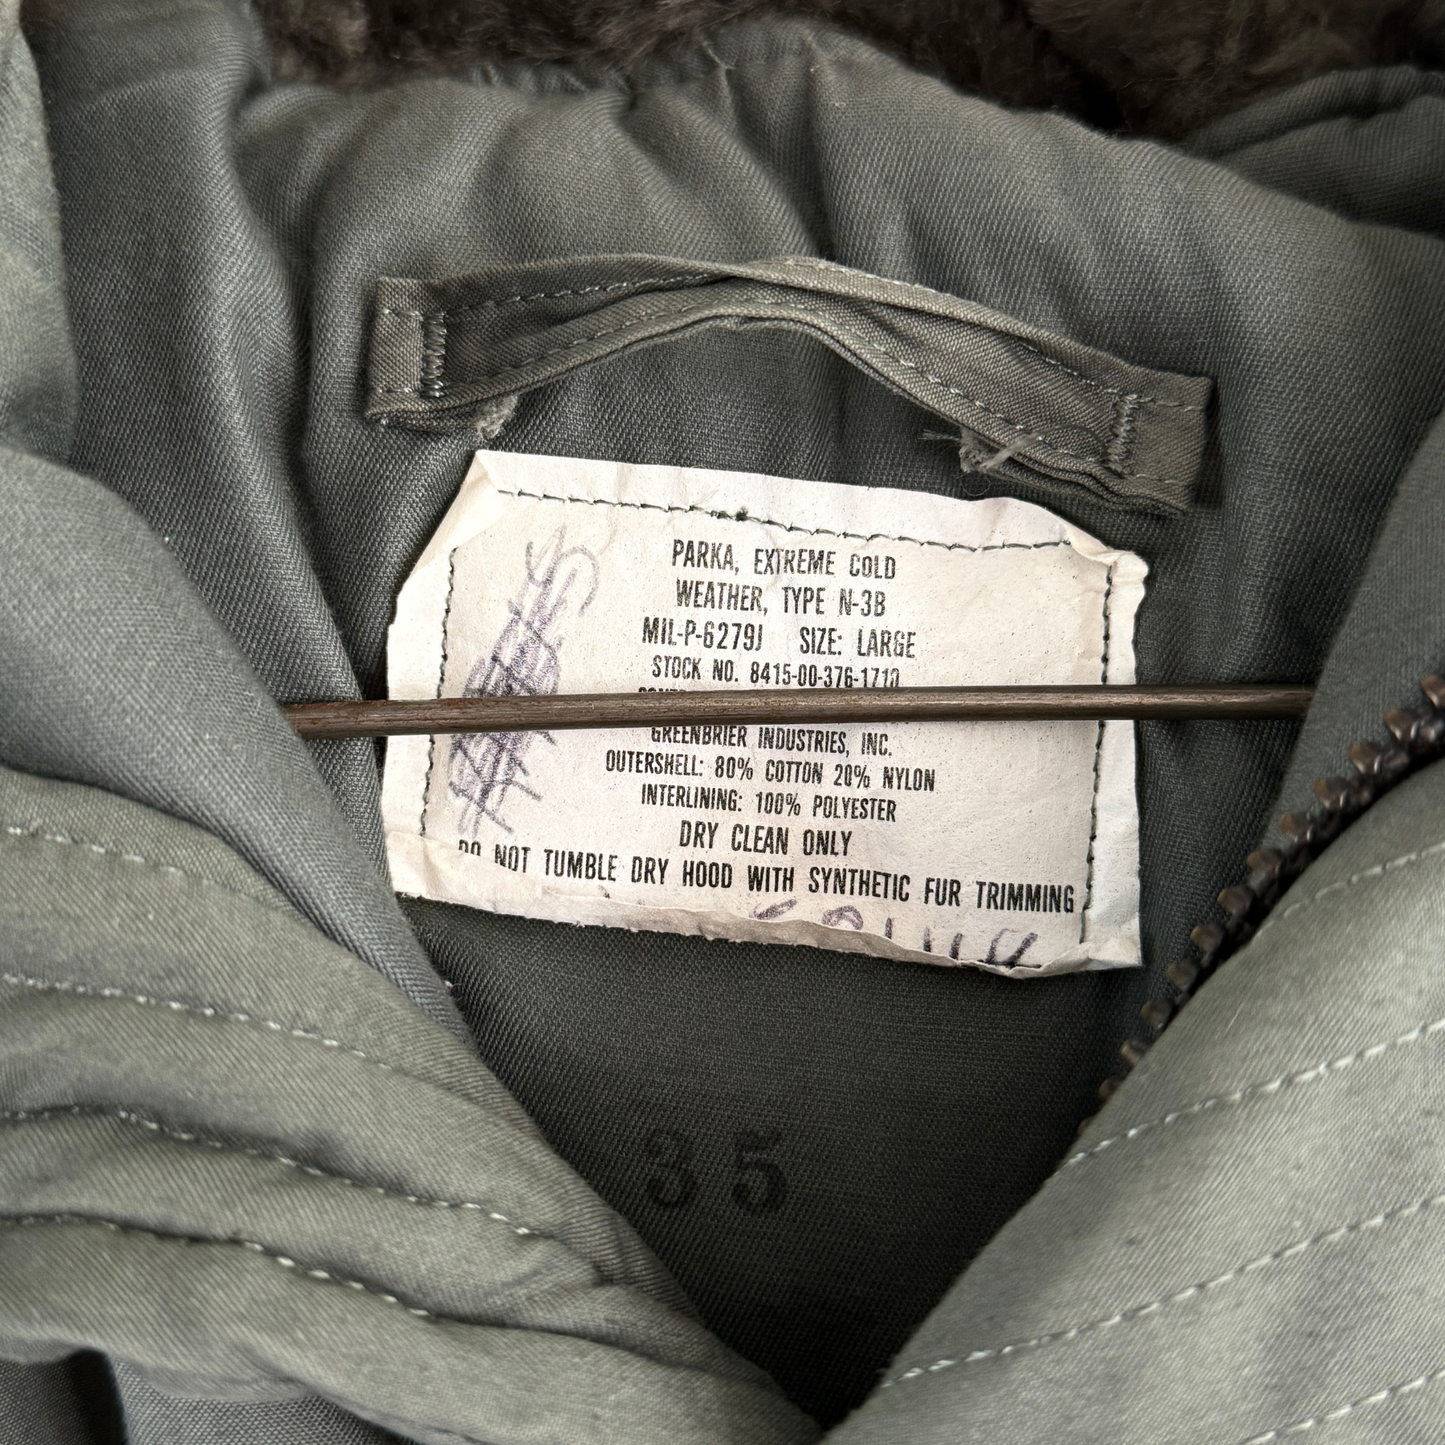 PARKA, EXTREME COLD
WEATHER, TYPE N-3B
MIL-P-6279J SIZE: LARGE
STOCK NO. 8415-00-376-1710
GREENBRIER INDUSTRIES, INC.
OUTERSHELL: 80% COTTON 20% NYLON
INTERLINING: 100% POLYESTER
DRY CLEAN ONLY
DO NOT TUMBLE DRY HOOD WITH SYNTHETIC FUR TRIMMING
35